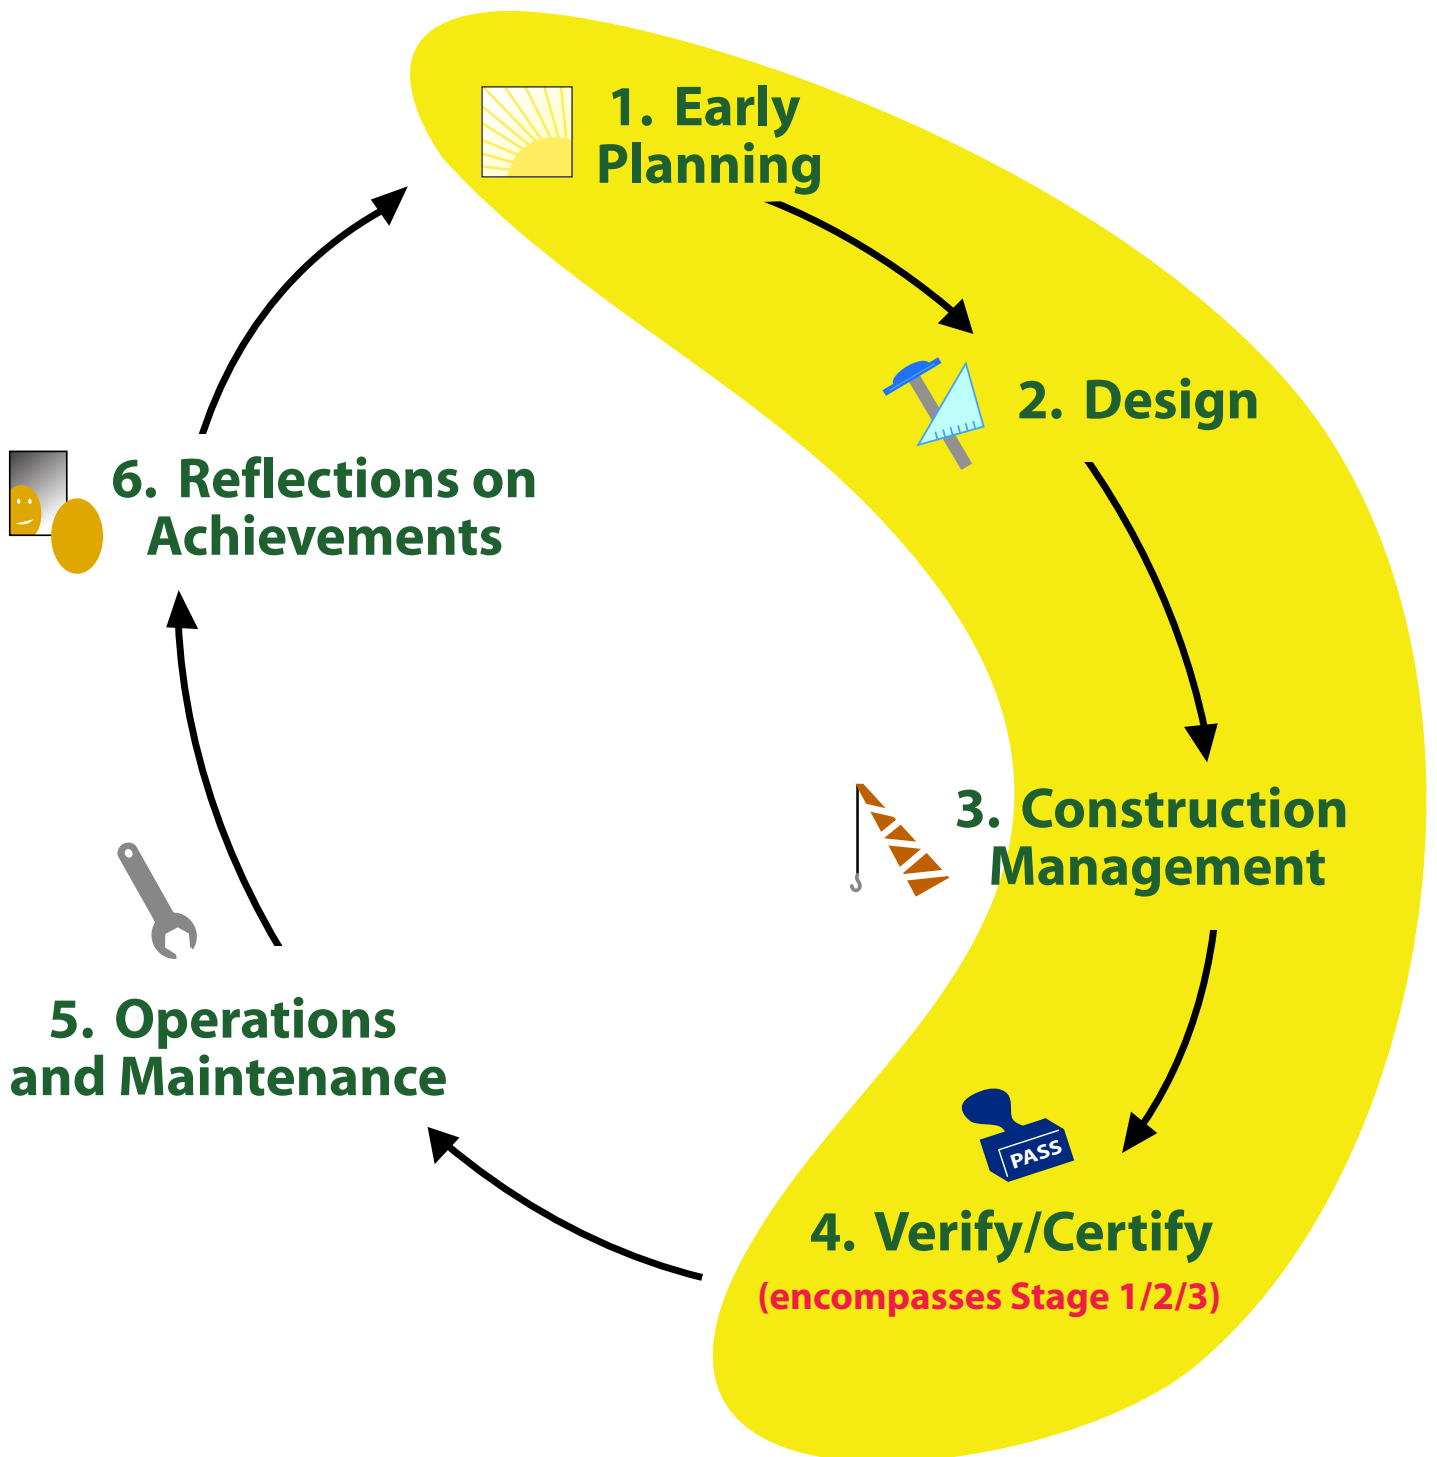 1. Early
Planning
2. Design
3. Construction
Management
PASS
4. Verify/Certify
(encompasses Stage 1/2/3)
5. Operations
and Maintenance
6. Reflections on
Achievements